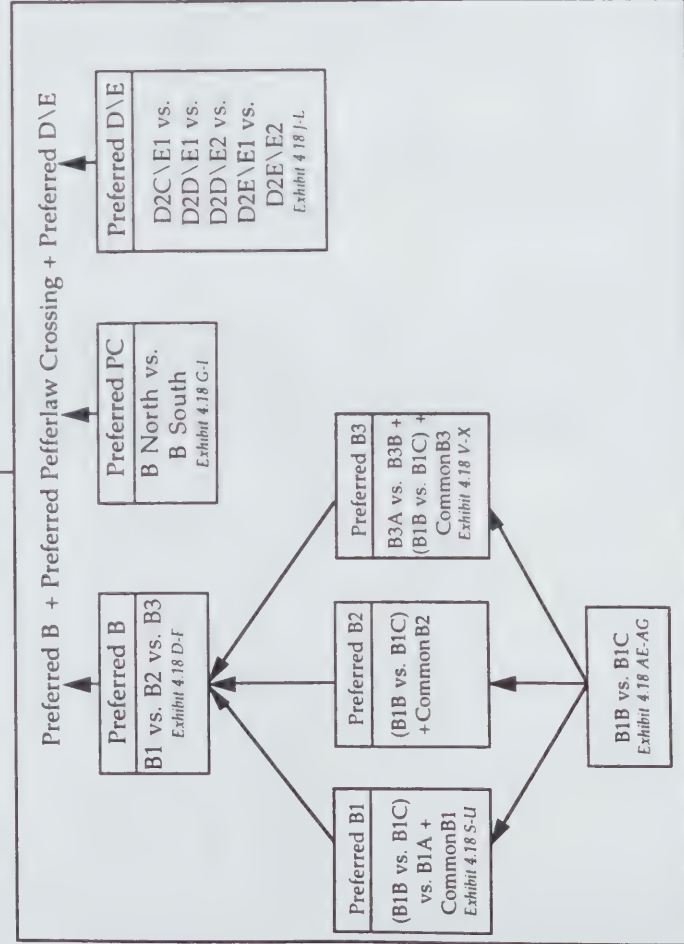 Preferred B + Preferred Pefferlaw Crossing + Preferred D\E
Preferred B
B1 vs. B2 vs. B3
Exhibit 4.18 D-F
Preferred PC
B North vs.
B South
Exhibit 4.18 G-I
Preferred D\E
D2C\E1 vs.
D2D\E1 vs.
D2D\E2 vs.
D2E\E1 vs.
D2E\E2
Exhibit 4.18 J-L
Preferred B1
(B1B vs. B1C)
vs. B1A +
CommonB1
Exhibit 4.18 S-U
Preferred B2
(B1B vs. B1C)
+CommonB2
Preferred B3
B3A vs. B3B +
(B1B vs. B1C) +
CommonB3
Exhibit 4.18 V-X
B1B vs. B1C
Exhibit 4.18 AE-AG